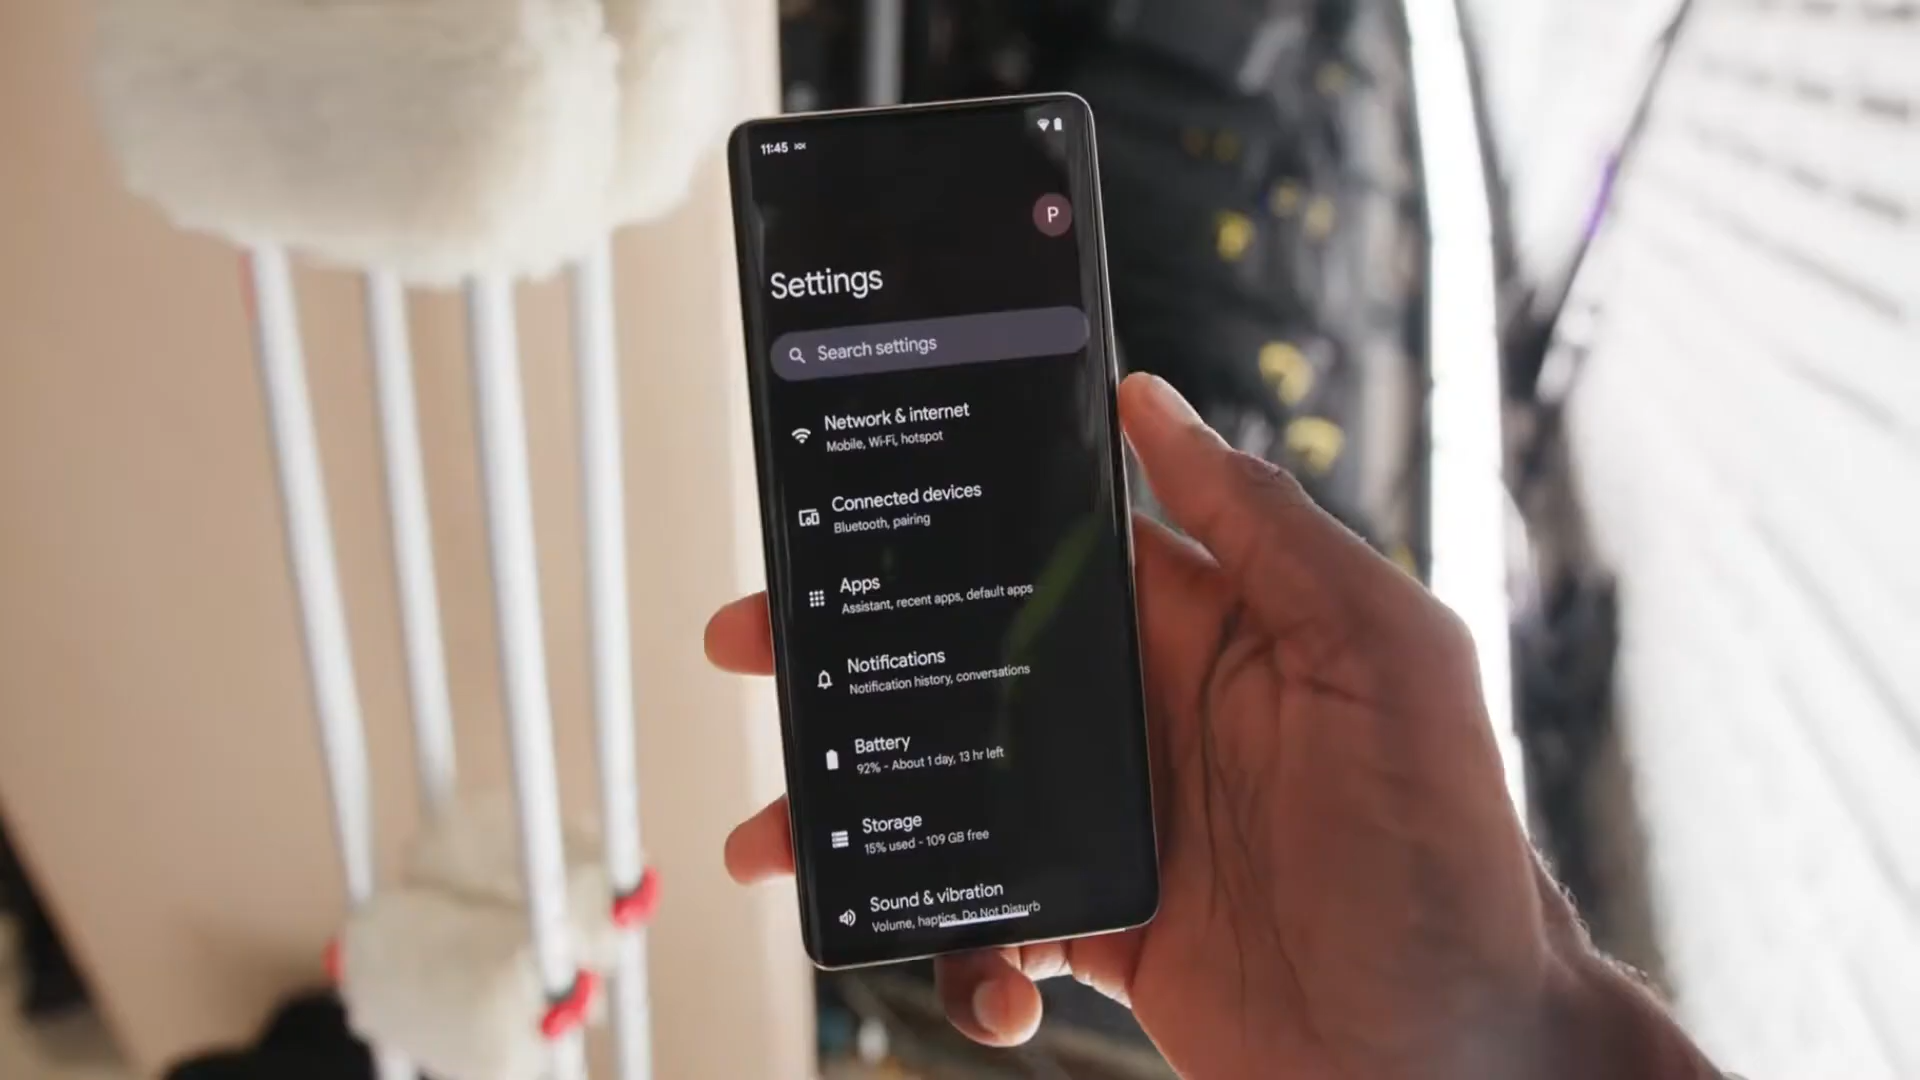 11:45
P
Settings
Search settings
Network & internet
Mobile, Wi-Fi, hotspot
Connected devices
Bluetooth, pairing
Apps
Assistant, recent apps, default apps
Notifications
Notification history, conversations
Battery
92% - About 1 day, 13 hr left
Storage
15% used - 109 GB free
Sound & vibration
Volume, haptics, Do Not Disturb